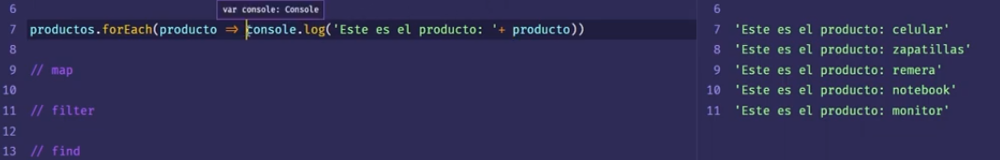 var console: Console
6
7 productos.forEach(producto => console.log('Este es el producto: '+ producto))
8
9 // map
10
11 // filter
12
13 // find
6
7 'Este es el producto: celular'
8 'Este es el producto: zapatillas'
9 'Este es el producto: remera'
10 'Este es el producto: notebook'
11 'Este es el producto: monitor'